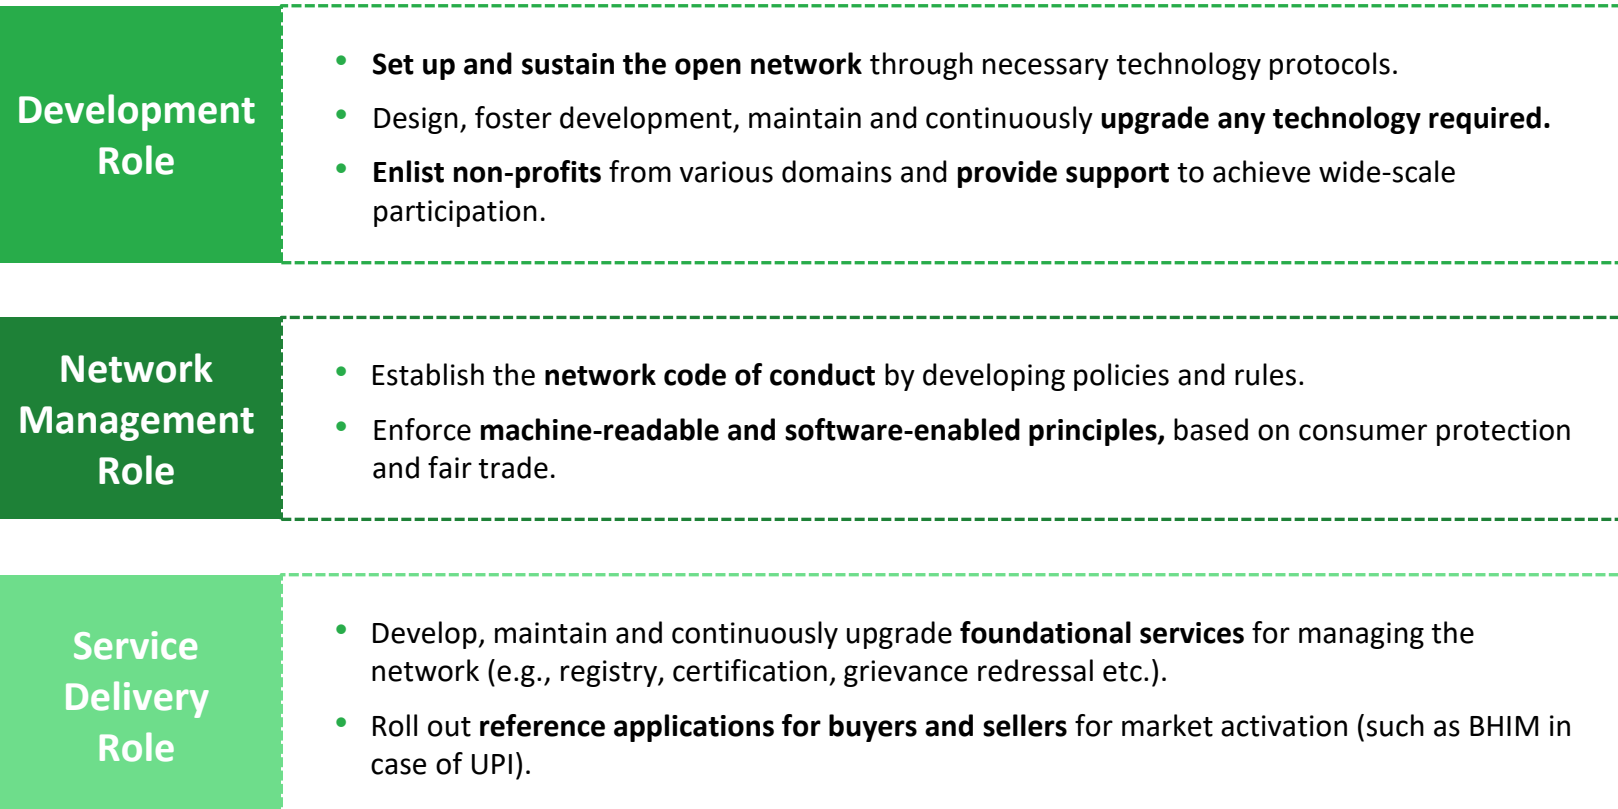 Development
Role
• Set up and sustain the open network through necessary technology protocols.
• Design, foster development, maintain and continuously upgrade any technology required.
• Enlist non-profits from various domains and provide support to achieve wide-scale
participation.
Network
Management
Role
• Establish the network code of conduct by developing policies and rules.
• Enforce machine-readable and software-enabled principles, based on consumer protection
and fair trade.
Service
Delivery
Role
• Develop, maintain and continuously upgrade foundational services for managing the
network (e.g., registry, certification, grievance redressal etc.).
• Roll out reference applications for buyers and sellers for market activation (such as BHIM in
case of UPI).